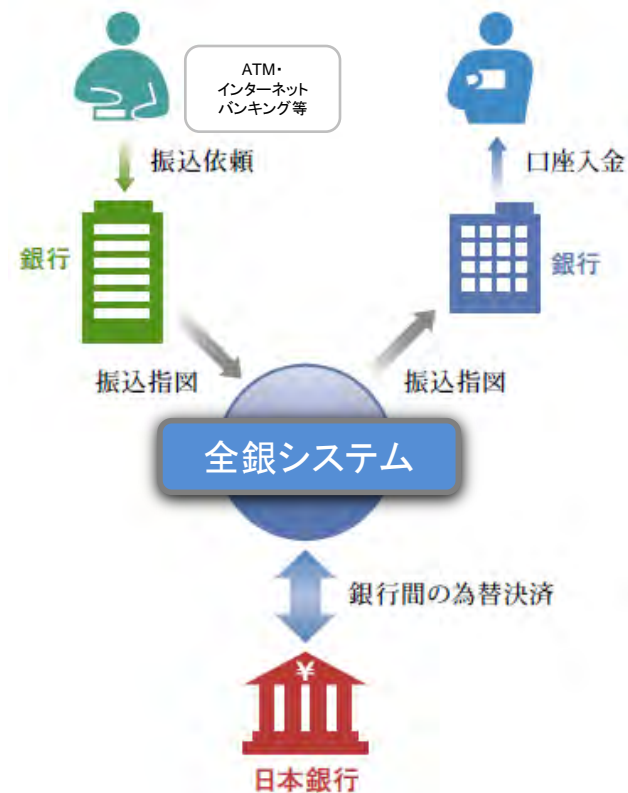 ATM・
インターネット
バンキング等
振込依頼
口座入金
銀行
銀行
振込指図
振込指図
全銀システム
銀行間の為替決済
¥
日本銀行